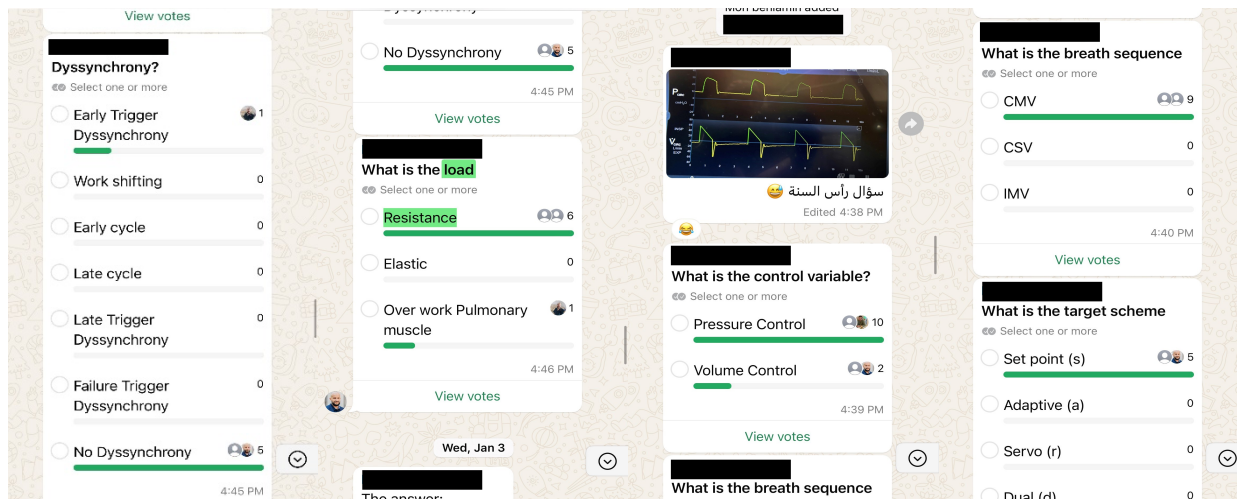 View votes
Dyssynchrony?
Select one or more
Early Trigger
Dyssynchrony
1
Work shifting
0
Early cycle
0
Late cycle
0
Late Trigger
Dyssynchrony
0
Failure Trigger
Dyssynchrony
0
No Dyssynchrony
5
4:45 PM
No Dyssynchrony
5
4:45 PM
View votes
What is the load
Select one or more
Resistance
6
Elastic
0
Over work Pulmonary
muscle
1
4:46 PM
View votes
Wed, Jan 3
The answer:
added
سؤال رأس السنة 😅
Edited 4:38 PM
😂
What is the control variable?
Select one or more
Pressure Control
10
Volume Control
2
4:39 PM
View votes
What is the breath sequence
What is the breath sequence
Select one or more
CMV
9
CSV
0
IMV
0
4:40 PM
View votes
What is the target scheme
Select one or more
Set point (s)
5
Adaptive (a)
0
Servo (r)
0
Dual (d)
0